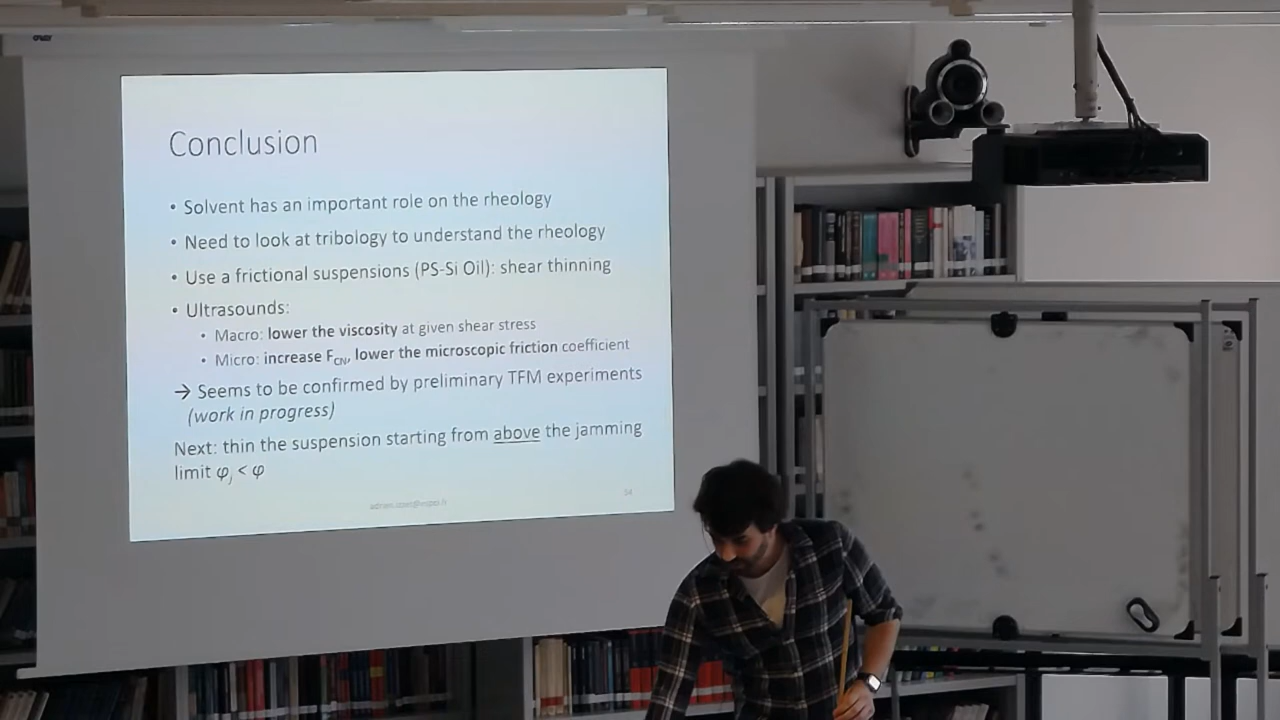 Conclusion
• Solvent has an important role on the rheology
• Need to look at tribology to understand the rheology
• Use a frictional suspensions (PS-Si Oil): shear thinning
• Ultrasounds:
• Macro: lower the viscosity at given shear stress
• Micro: increase F_CN, lower the microscopic friction coefficient
→ Seems to be confirmed by preliminary TFM experiments
(work in progress)
Next: thin the suspension starting from above the jamming
limit φ_j < φ